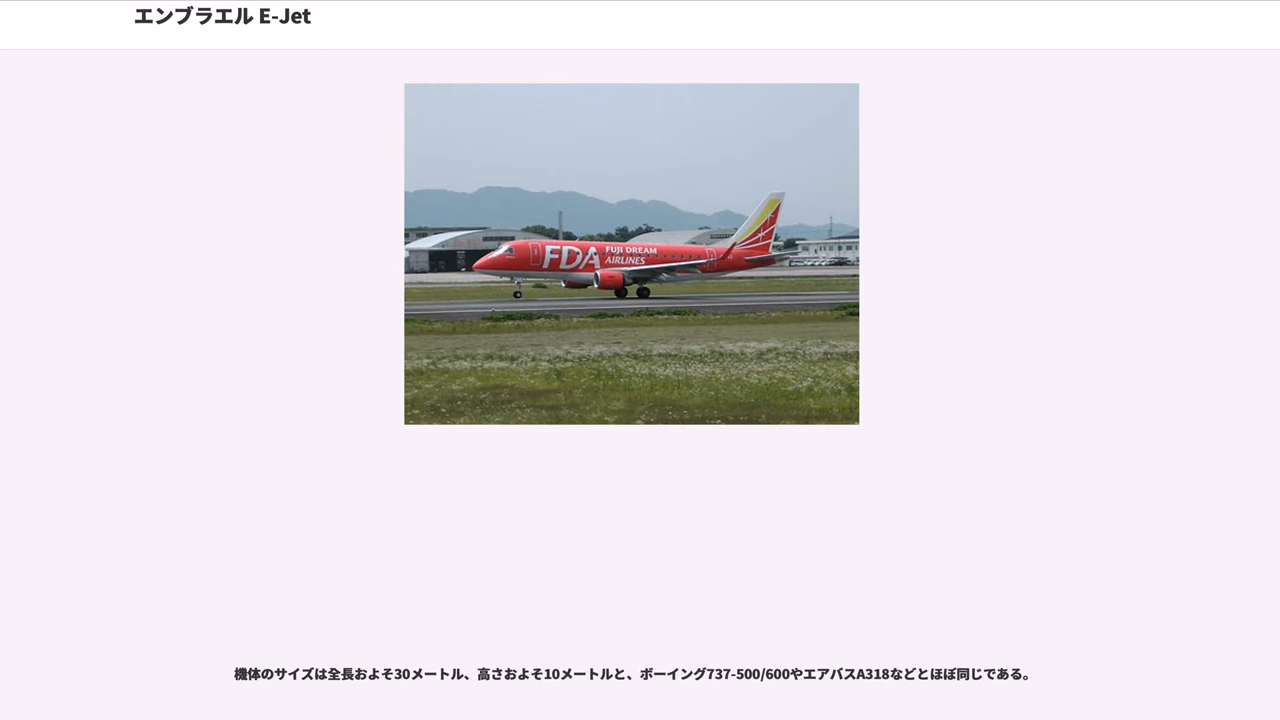 エンブラエル E-Jet
FDA
FUJI DREAM
AIRLINES
機体のサイズは全長およそ30メートル、高さおよそ10メートルと、ボーイング737-500/600やエアバスA318などとほぼ同じである。